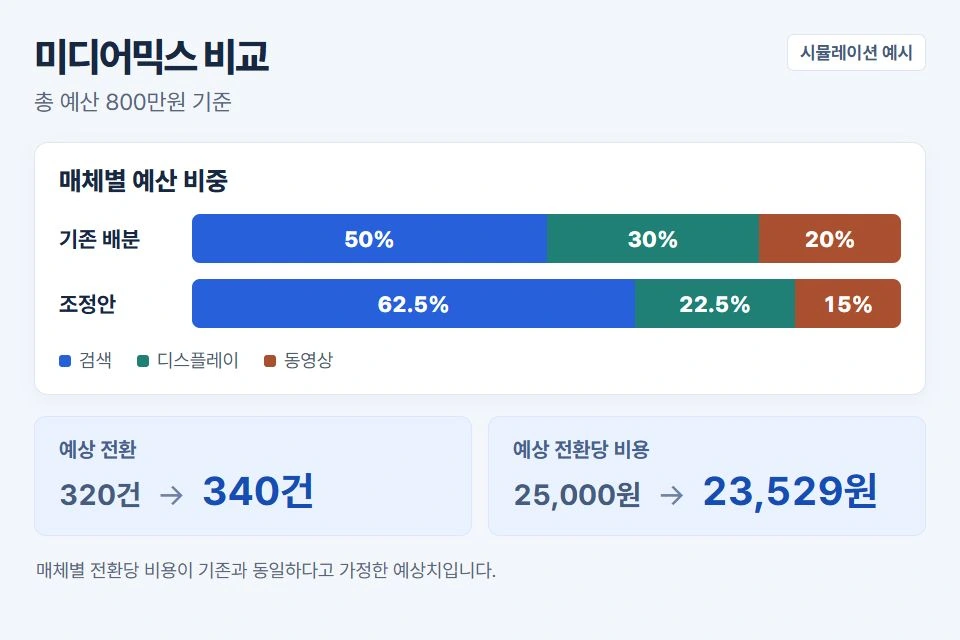 미디어믹스 비교
시뮬레이션 예시
총 예산 800만원 기준
매체별 예산 비중
기존 배분 50% 30% 20%
조정안 62.5% 22.5% 15%
검색 디스플레이 동영상
예상 전환
320건 → 340건
예상 전환당 비용
25,000원 → 23,529원
매체별 전환당 비용이 기존과 동일하다고 가정한 예상치입니다.